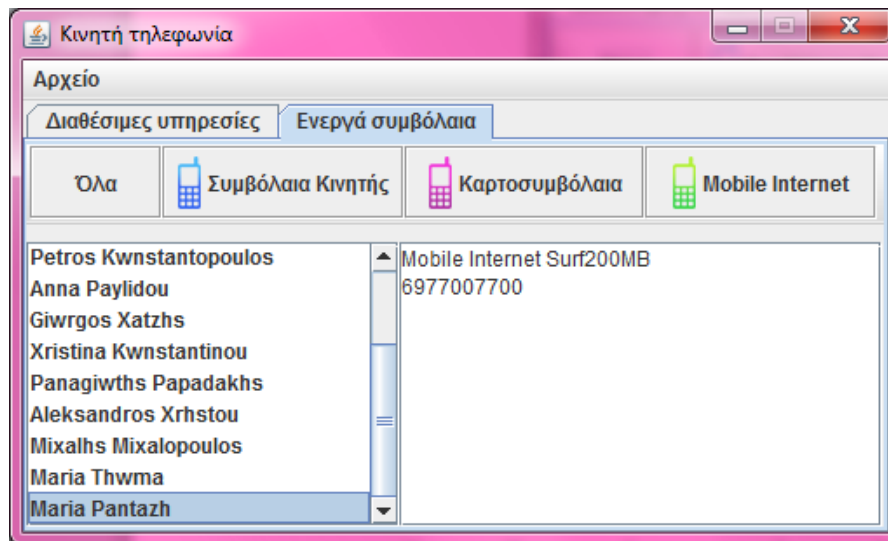 Κινητή τηλεφωνία
Αρχείο
Διαθέσιμες υπηρεσίες Ενεργά συμβόλαια
Όλα Συμβόλαια Κινητής Καρτοσυμβόλαια Mobile Internet
Petros Kwnstantopoulos
Anna Paylidou
Giwrgos Xatzhs
Xristina Kwnstantinou
Panagiwths Papadakhs
Aleksandros Xrhstou
Mixalhs Mixalopoulos
Maria Thwma
Maria Pantazh
Mobile Internet Surf200MB
6977007700